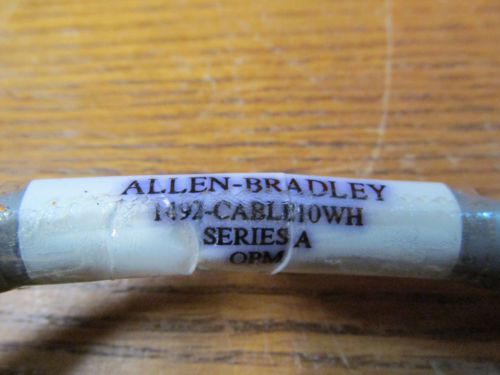 ALLEN-BRADLEY
1492-CABLE10WH
SERIES A
OPM